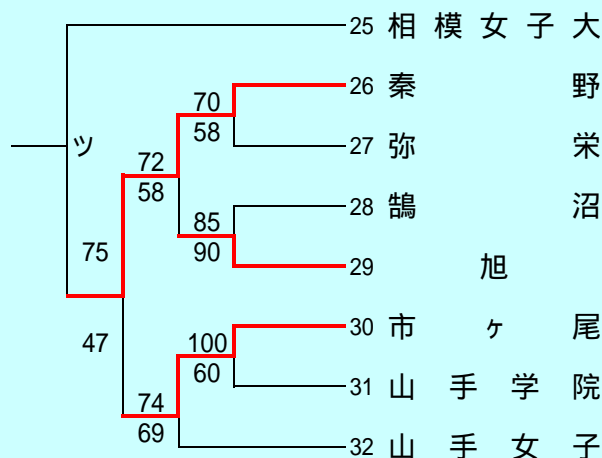 25 相模女子大
26 秦野
70
58
27 弥栄
ツ
72
58
28 鵠沼
85
90
29 旭
75
47
30 市ヶ尾
100
60
31 山手学院
74
69
32 山手女子